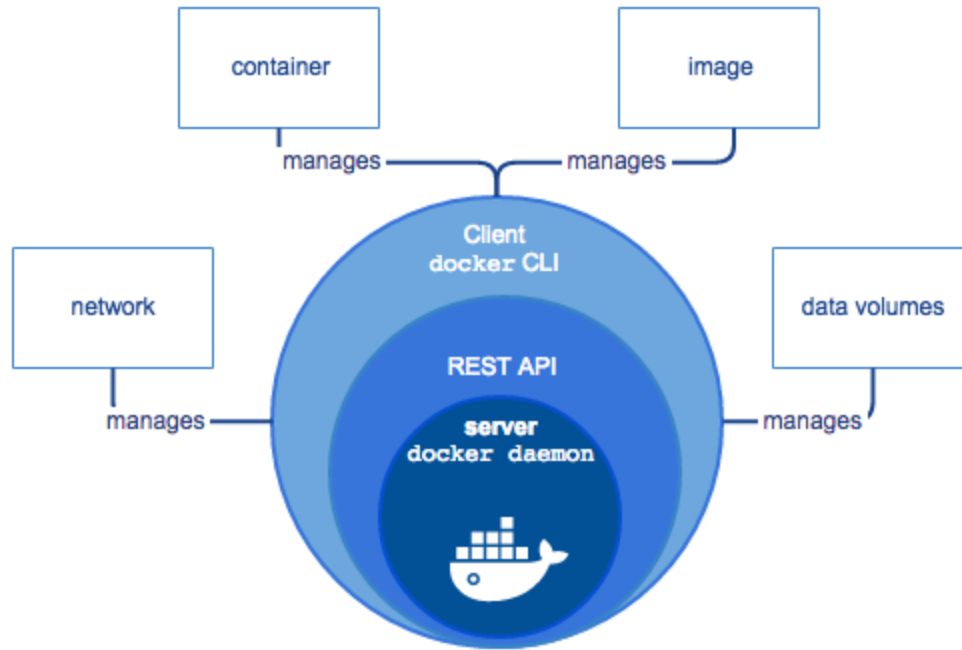 container
image
manages
manages
Client
docker CLI
network
data volumes
REST API
manages
server
docker daemon
manages